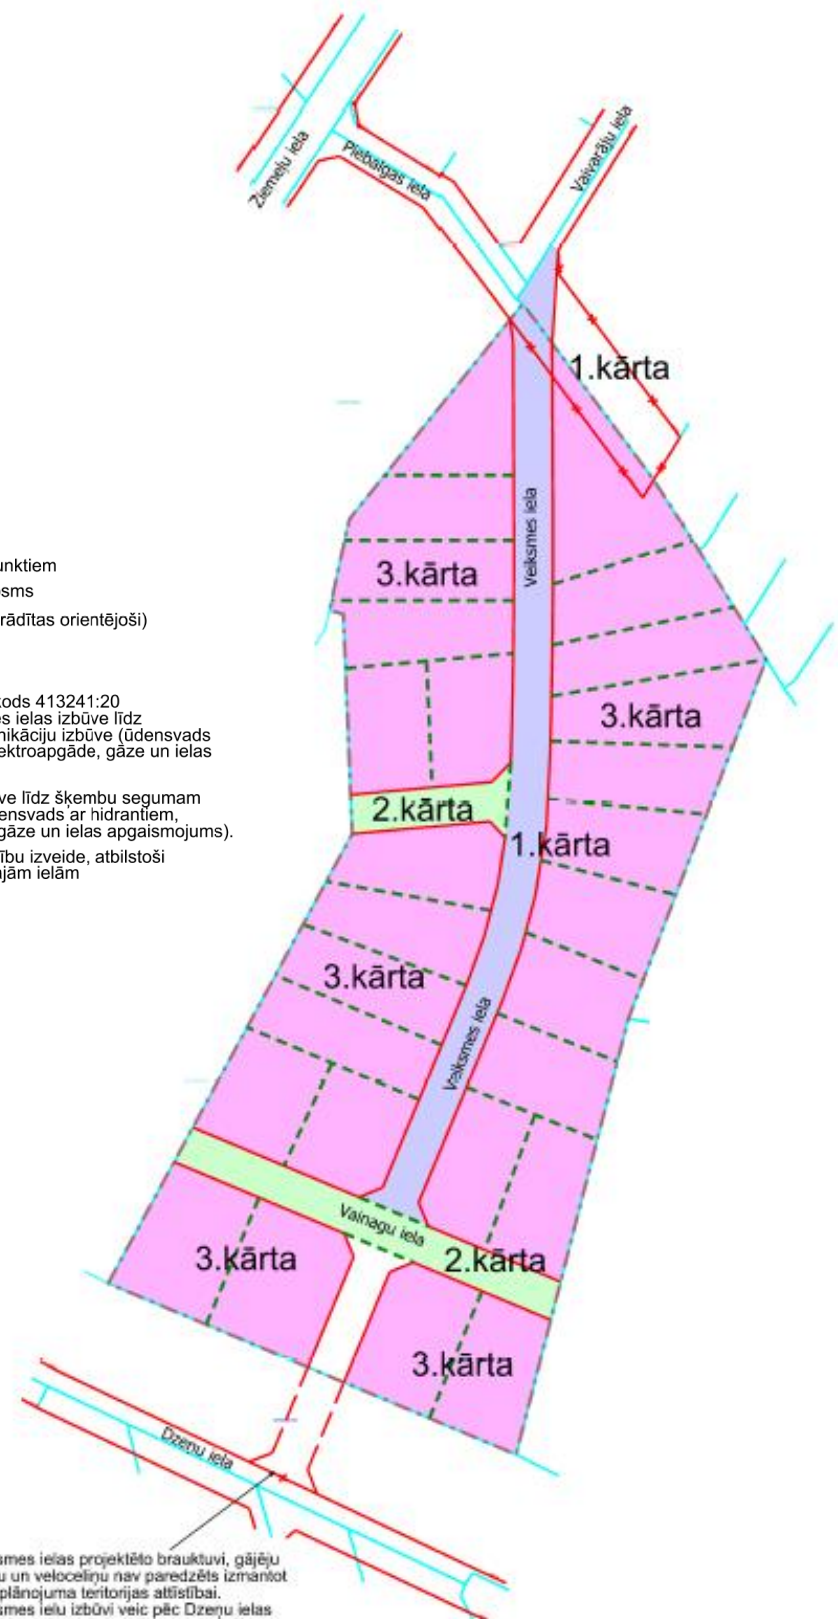 Ziemeļu iela
Piebalgas iela
Vaivarāju iela
1.kārta
Veiksmes iela
unktiem
3.kārta
sms
rādītas orientējoši)
kods 413241:20
3.kārta
es ielas izbūve līdz
nikāciju izbūve (ūdensvads
ektroapgāde, gāze un ielas
ve līdz šķembu segumam
2.kārta
ensvads ar hidrantiem,
gāze un ielas apgaismojums).
1.kārta
ību izveide, atbilstoši
ajām ielām
3.kārta
Veiksmes iela
Vainagu iela
3.kārta
2.kārta
3.kārta
Dzeņu iela
smes ielas projektēto brauktuvi, gājēju
u un veloceliņu nav paredzēts izmantot
plānojuma teritorijas attīstībai.
smes ielu izbūvi veic pēc Dzeņu ielas